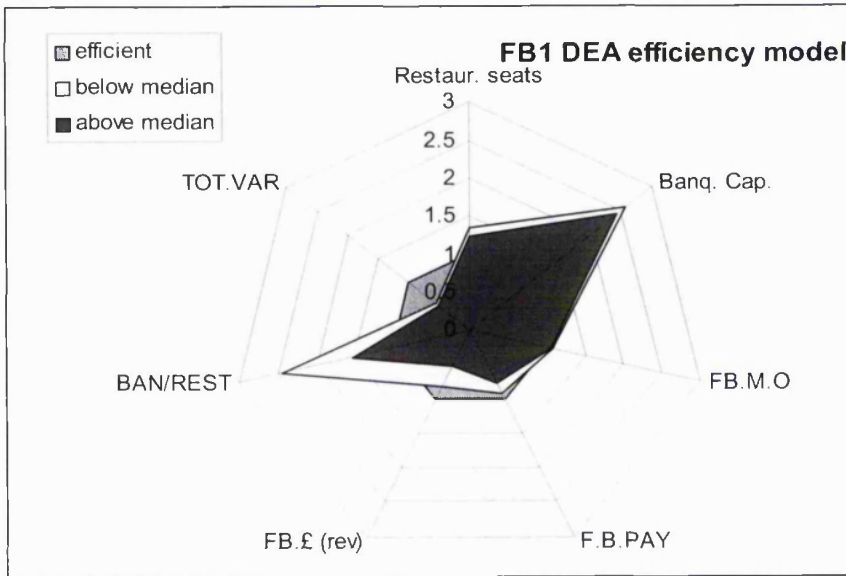 FB1 DEA efficiency model
efficient
below median
above median
Restaur. seats
3
2.5
2
1.5
1
0.5
0
TOT.VAR
Banq. Cap.
BAN/REST
FB.M.O
FB.£ (rev)
F.B.PAY